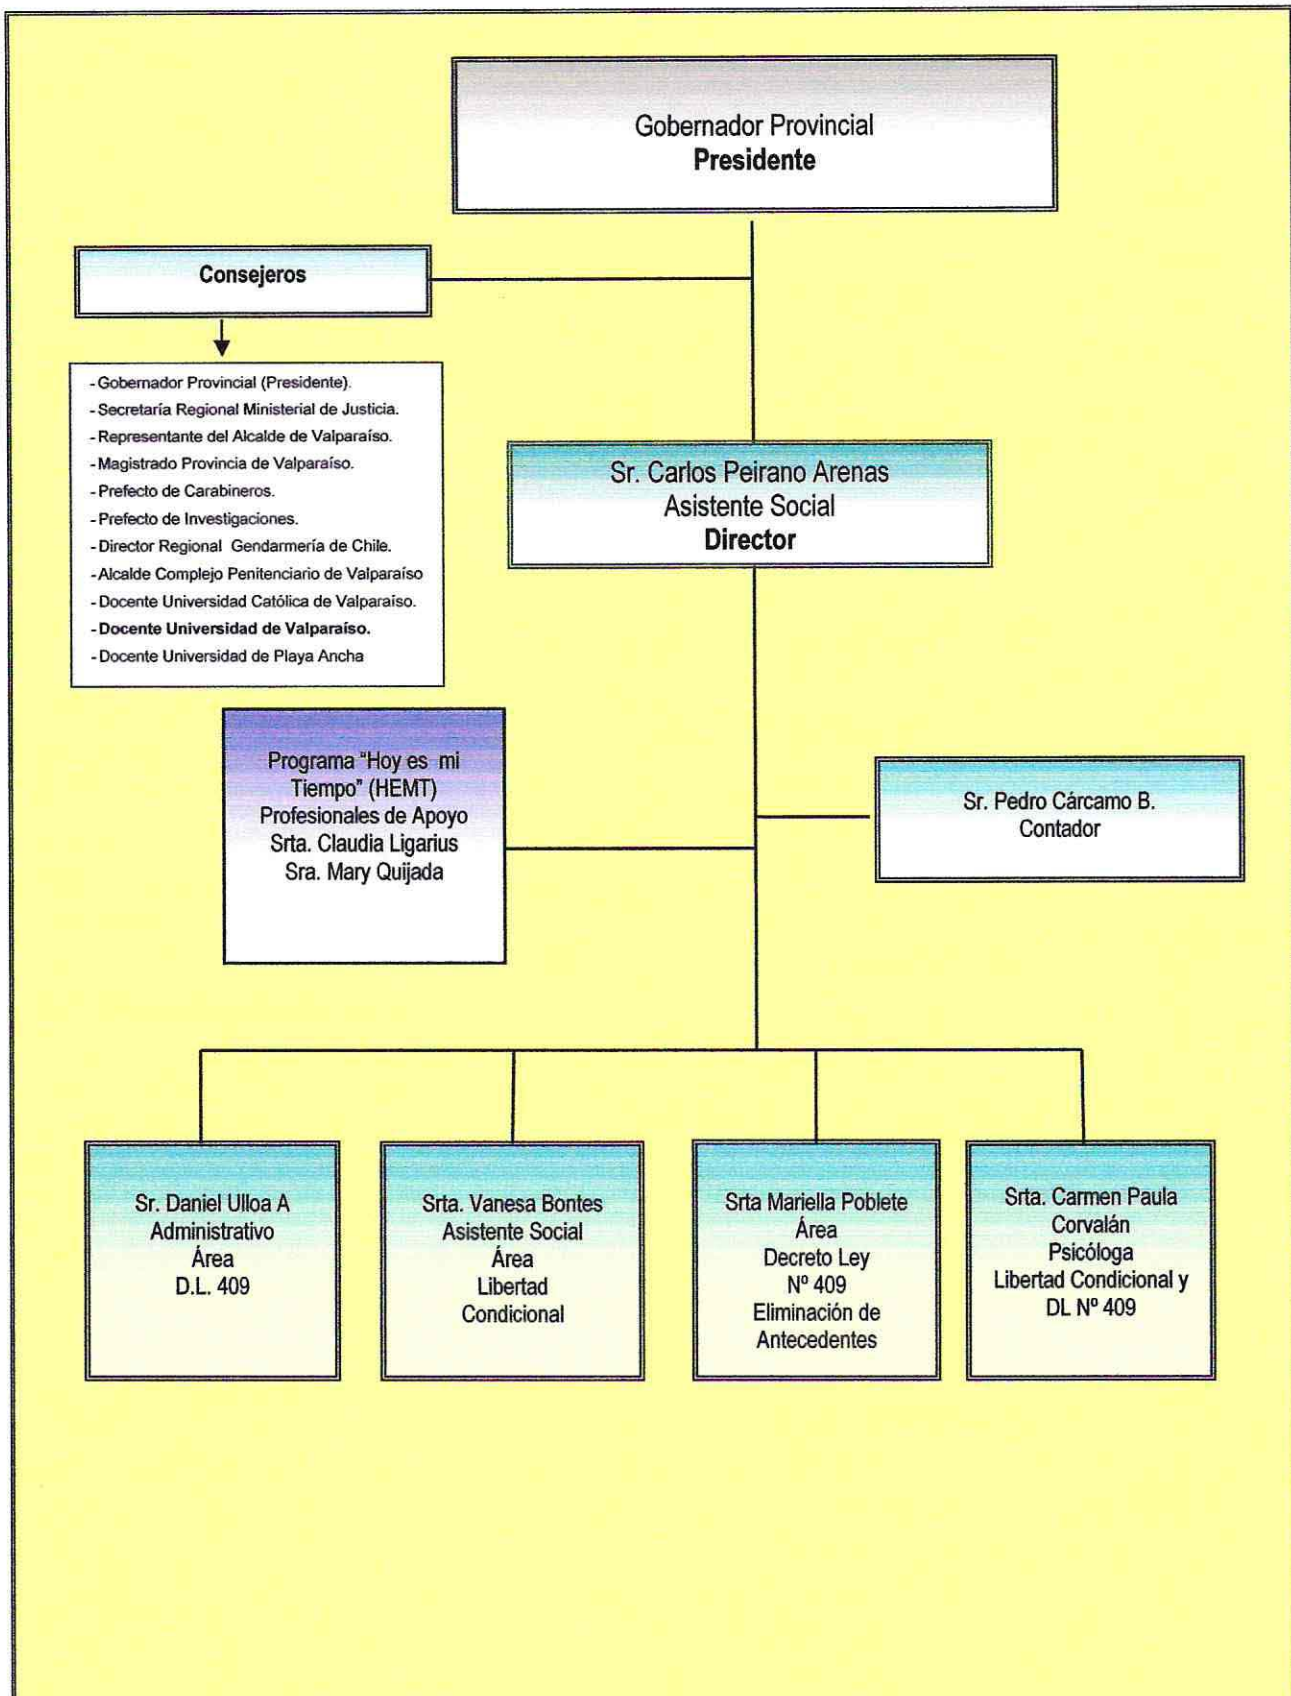 Gobernador Provincial
Presidente
Consejeros
- Gobernador Provincial (Presidente).
- Secretaría Regional Ministerial de Justicia.
- Representante del Alcalde de Valparaíso.
- Magistrado Provincia de Valparaíso.
- Prefecto de Carabineros.
- Prefecto de Investigaciones.
- Director Regional Gendarmería de Chile.
- Alcalde Complejo Penitenciario de Valparaíso
- Docente Universidad Católica de Valparaíso.
- Docente Universidad de Valparaíso.
- Docente Universidad de Playa Ancha
Sr. Carlos Peirano Arenas
Asistente Social
Director
Programa "Hoy es mi
Tiempo" (HEMT)
Profesionales de Apoyo
Srta. Claudia Ligarius
Sra. Mary Quijada
Sr. Pedro Cárcamo B.
Contador
Sr. Daniel Ulloa A
Administrativo
Área
D.L. 409
Srta. Vanesa Bontes
Asistente Social
Área
Libertad
Condicional
Srta Mariella Poblete
Área
Decreto Ley
Nº 409
Eliminación de
Antecedentes
Srta. Carmen Paula
Corvalán
Psicóloga
Libertad Condicional y
DL Nº 409